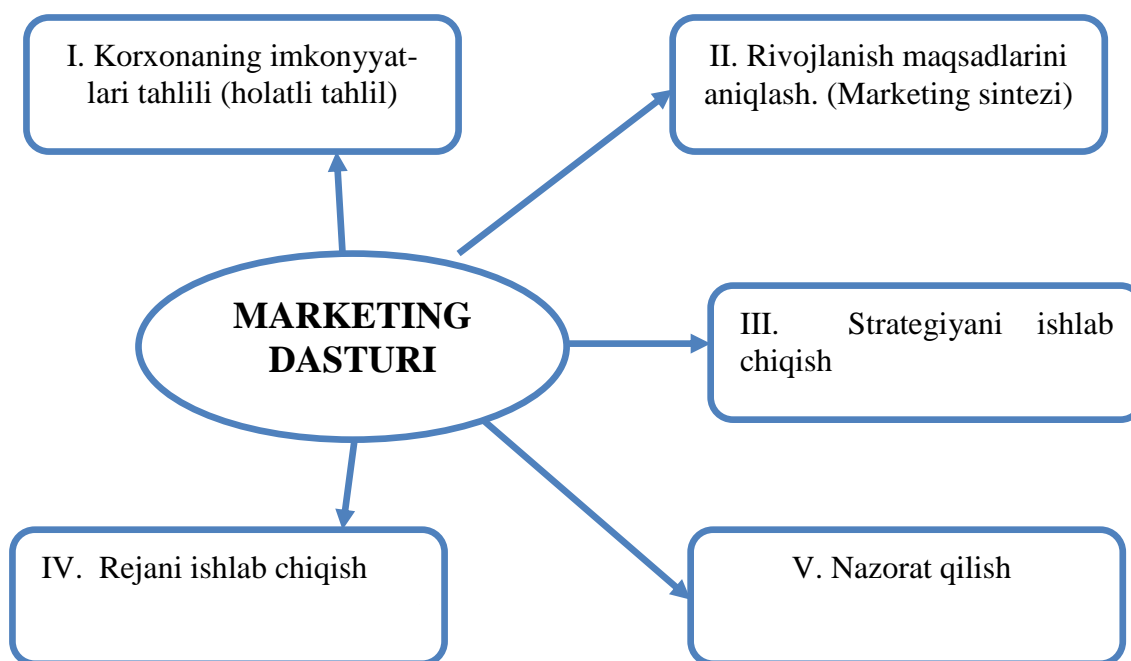 I. Korxonaning imkonyyat-
lari tahlili (holatli tahlil)
II. Rivojlanish maqsadlarini
aniqlash. (Marketing sintezi)
MARKETING
DASTURI
III. Strategiyani ishlab
chiqish
IV. Rejani ishlab chiqish
V. Nazorat qilish